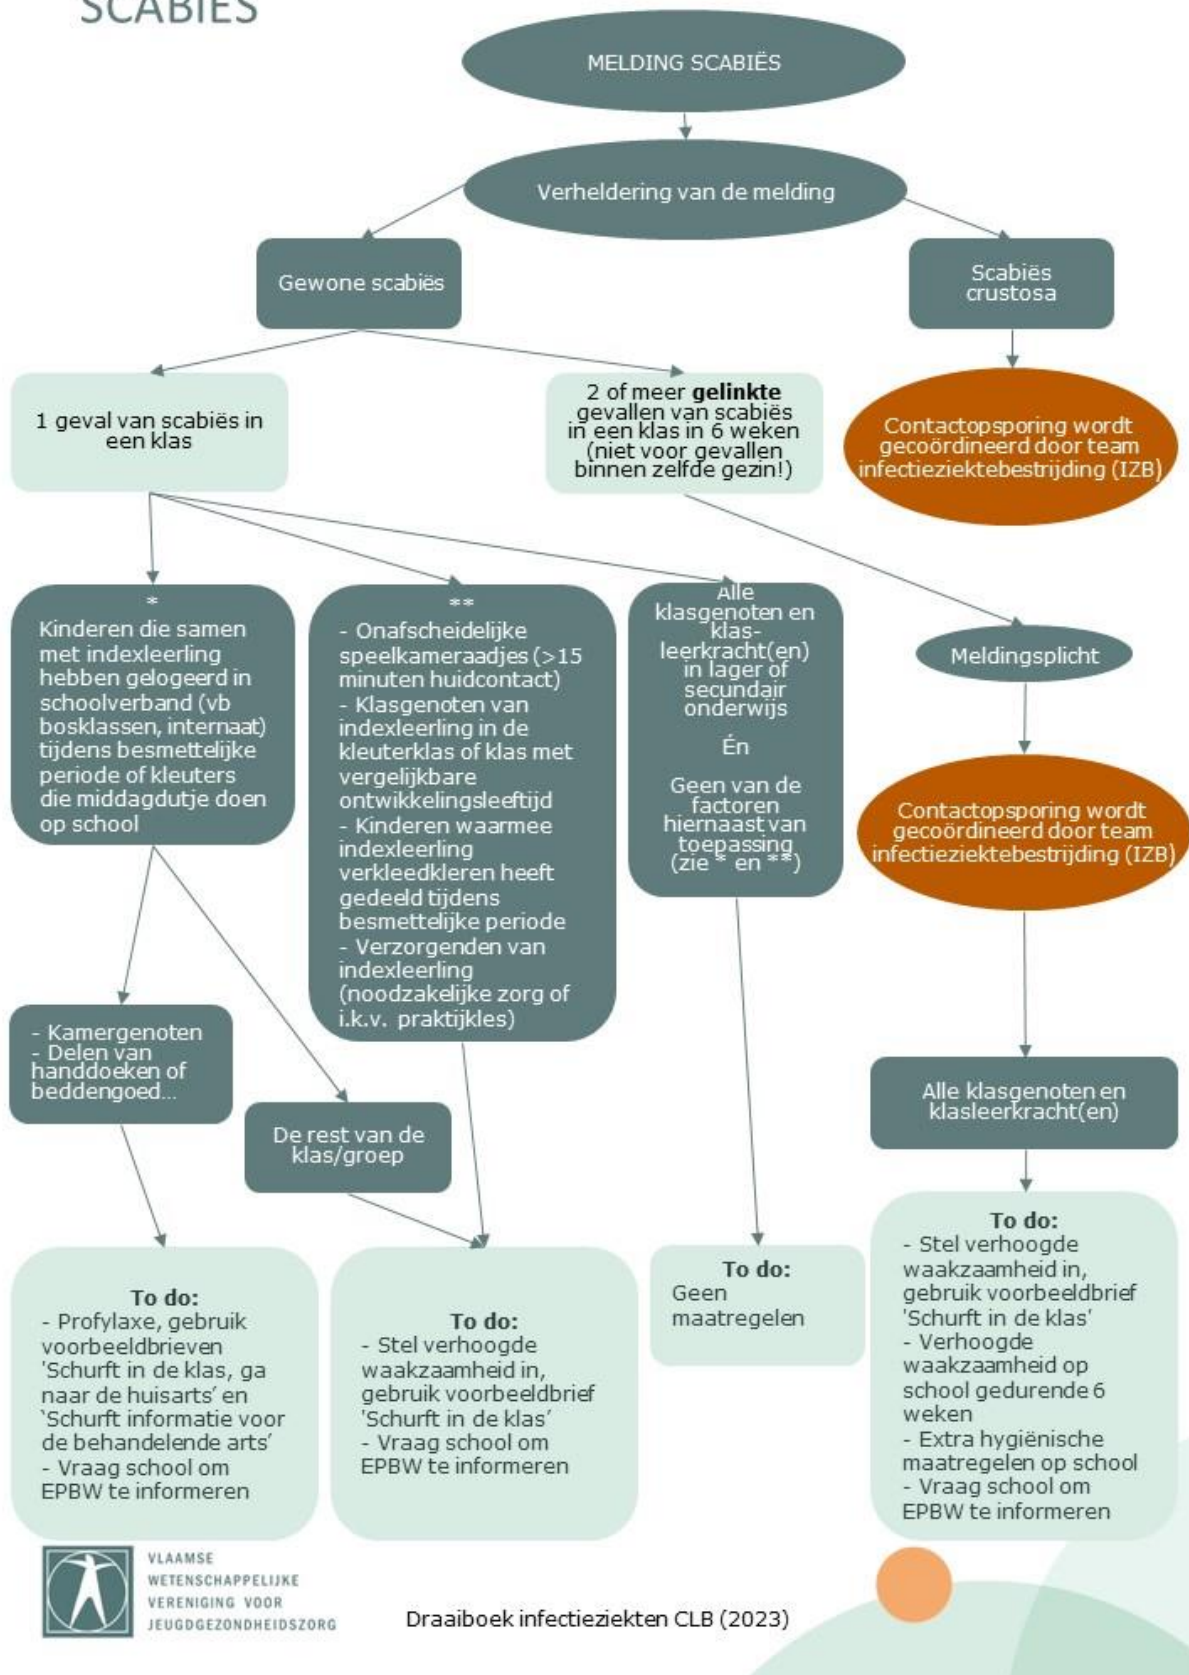 SCABIES
MELDING SCABIËS
Verheldering van de melding
Gewone scabiës
Scabiës
crustosa
1 geval van scabiës in
een klas
2 of meer gelinkte
gevallen van scabiës
in een klas in 6 weken
(niet voor gevallen
binnen zelfde gezin!)
Contactopsporing wordt
gecoördineerd door team
infectieziektebestrijding (IZB)
*
Kinderen die samen
met indexleerling
hebben gelogeerd in
schoolverband (vb
bosklassen, internaat)
tijdens besmettelijke
periode of kleuters
die middagdutje doen
op school
**
- Onafscheidelijke
speelkameraadjes (>15
minuten huidcontact)
- Klasgenoten van
indexleerling in de
kleuterklas of klas met
vergelijkbare
ontwikkelingsleeftijd
- Kinderen waarmee
indexleerling
verkleedkleren heeft
gedeeld tijdens
besmettelijke periode
- Verzorgenden van
indexleerling
(noodzakelijke zorg of
i.k.v. praktijkles)
Alle
klasgenoten en
klas-
leerkracht(en)
in lager of
secundair
onderwijs
Én
Geen van de
factoren
hiernaast van
toepassing
(zie * en **)
Meldingsplicht
Contactopsporing wordt
gecoördineerd door team
infectieziektebestrijding (IZB)
- Kamergenoten
- Delen van
handdoeken of
beddengoed...
De rest van de
klas/groep
Alle klasgenoten en
klasleerkracht(en)
To do:
- Profylaxe, gebruik
voorbeeldbrieven
'Schurft in de klas, ga
naar de huisarts' en
'Schurft informatie voor
de behandelende arts'
- Vraag school om
EPBW te informeren
To do:
- Stel verhoogde
waakzaamheid in,
gebruik voorbeeldbrief
'Schurft in de klas'
- Vraag school om
EPBW te informeren
To do:
Geen
maatregelen
To do:
- Stel verhoogde
waakzaamheid in,
gebruik voorbeeldbrief
'Schurft in de klas'
- Verhoogde
waakzaamheid op
school gedurende 6
weken
- Extra hygiënische
maatregelen op school
- Vraag school om
EPBW te informeren
VLAAMSE
WETENSCHAPPELIJKE
VERENIGING VOOR
JEUGDGEZONDHEIDSZORG
Draaiboek infectieziekten CLB (2023)